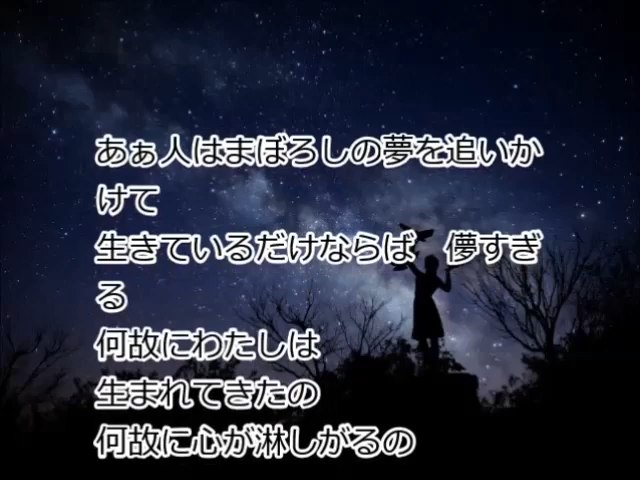 あぁ人はまぼろしの夢を追いか
けて
生きているだけならば　儚すぎ
る
何故にわたしは
生まれてきたの
何故に心が淋しがるの